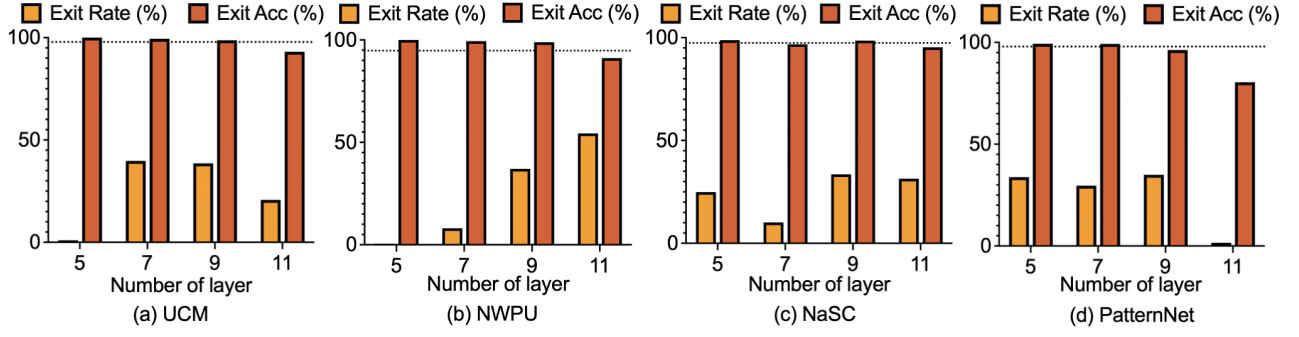 Exit Rate (%) Exit Acc (%) Exit Rate (%) Exit Acc (%) Exit Rate (%) Exit Acc (%) Exit Rate (%) Exit Acc (%)
100 100 100 100
50 50 50 50
0 0 0 0
5 7 9 11 5 7 9 11 5 7 9 11 5 7 9 11
Number of layer Number of layer Number of layer Number of layer
(a) UCM (b) NWPU (c) NaSC (d) PatternNet